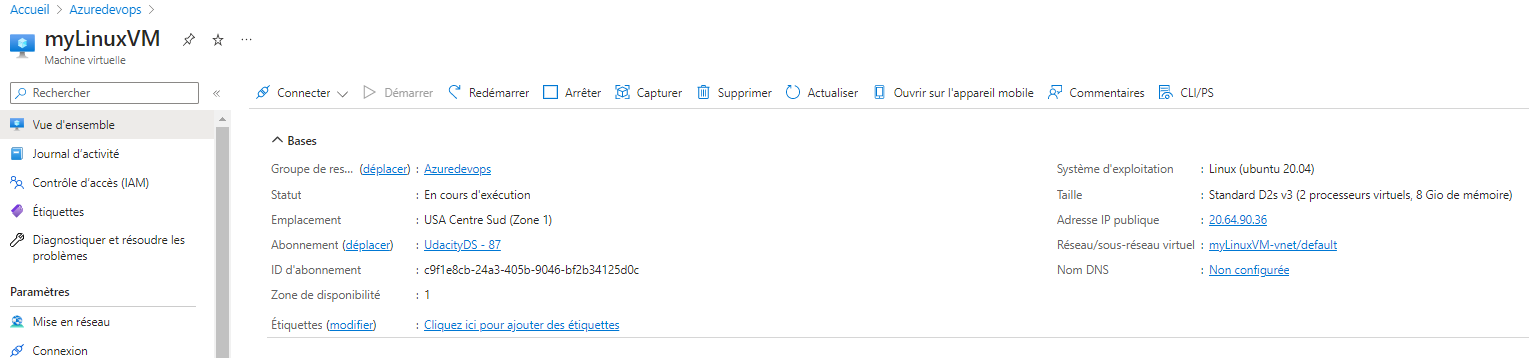 Accueil > Azuredevops >
myLinuxVM ...
Machine virtuelle
Rechercher «
Connecter Démarrer Redémarrer Arrêter Capturer Supprimer Actualiser Ouvrir sur l'appareil mobile Commentaires CLI/PS
Vue d'ensemble
Journal d'activité
Contrôle d'accès (IAM)
Étiquettes
Diagnostiquer et résoudre les
problèmes
Paramètres
Mise en réseau
Connexion
Bases
Groupe de res... (déplacer) : Azuredevops
Statut : En cours d'exécution
Emplacement : USA Centre Sud (Zone 1)
Abonnement (déplacer) : UdacityDS - 87
ID d'abonnement : c9f1e8cb-24a3-405b-9046-bf2b34125d0c
Zone de disponibilité : 1
Étiquettes (modifier) : Cliquez ici pour ajouter des étiquettes
Système d'exploitation : Linux (ubuntu 20.04)
Taille : Standard D2s v3 (2 processeurs virtuels, 8 Gio de mémoire)
Adresse IP publique : 20.64.90.36
Réseau/sous-réseau virtuel : myLinuxVM-vnet/default
Nom DNS : Non configurée